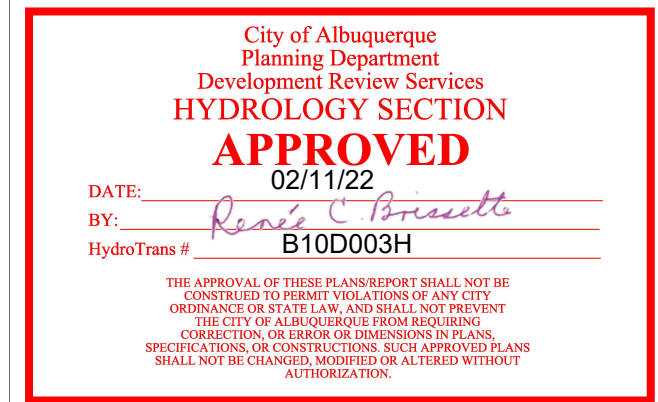 City of Albuquerque
Planning Department
Development Review Services
HYDROLOGY SECTION
APPROVED
DATE: 02/11/22
BY: Renée C. Brissette
HydroTrans # B10D003H
THE APPROVAL OF THESE PLANS/REPORT SHALL NOT BE
CONSTRUED TO PERMIT VIOLATIONS OF ANY CITY
ORDINANCE OR STATE LAW, AND SHALL NOT PREVENT
THE CITY OF ALBUQUERQUE FROM REQUIRING
CORRECTION, OR ERROR OR DIMENSIONS IN PLANS,
SPECIFICATIONS, OR CONSTRUCTIONS. SUCH APPROVED PLANS
SHALL NOT BE CHANGED, MODIFIED OR ALTERED WITHOUT
AUTHORIZATION.